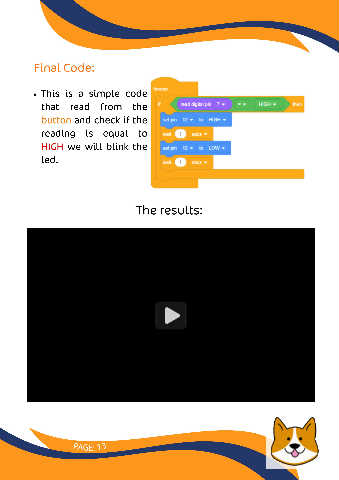 Final Code:
• This is a simple code
that read from the
button and check if the
reading is equal to
HIGH we will blink the
led.
forever
if read digital pin 7 = HIGH then
set pin 12 to HIGH
wait 1 secs
set pin 12 to LOW
wait 1 secs
The results:
PAGE. 13